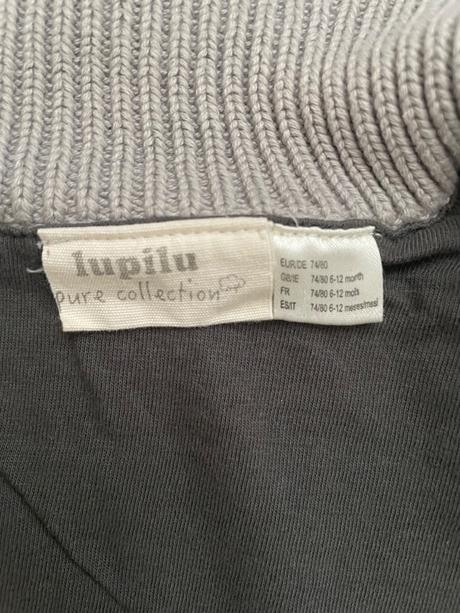 lupilu
pure collection
EUR/DE 74/80
GB/IE 74/80 6-12 month
FR 74/80 6-12 mois
ES/IT 74/80 6-12 meses/mesi